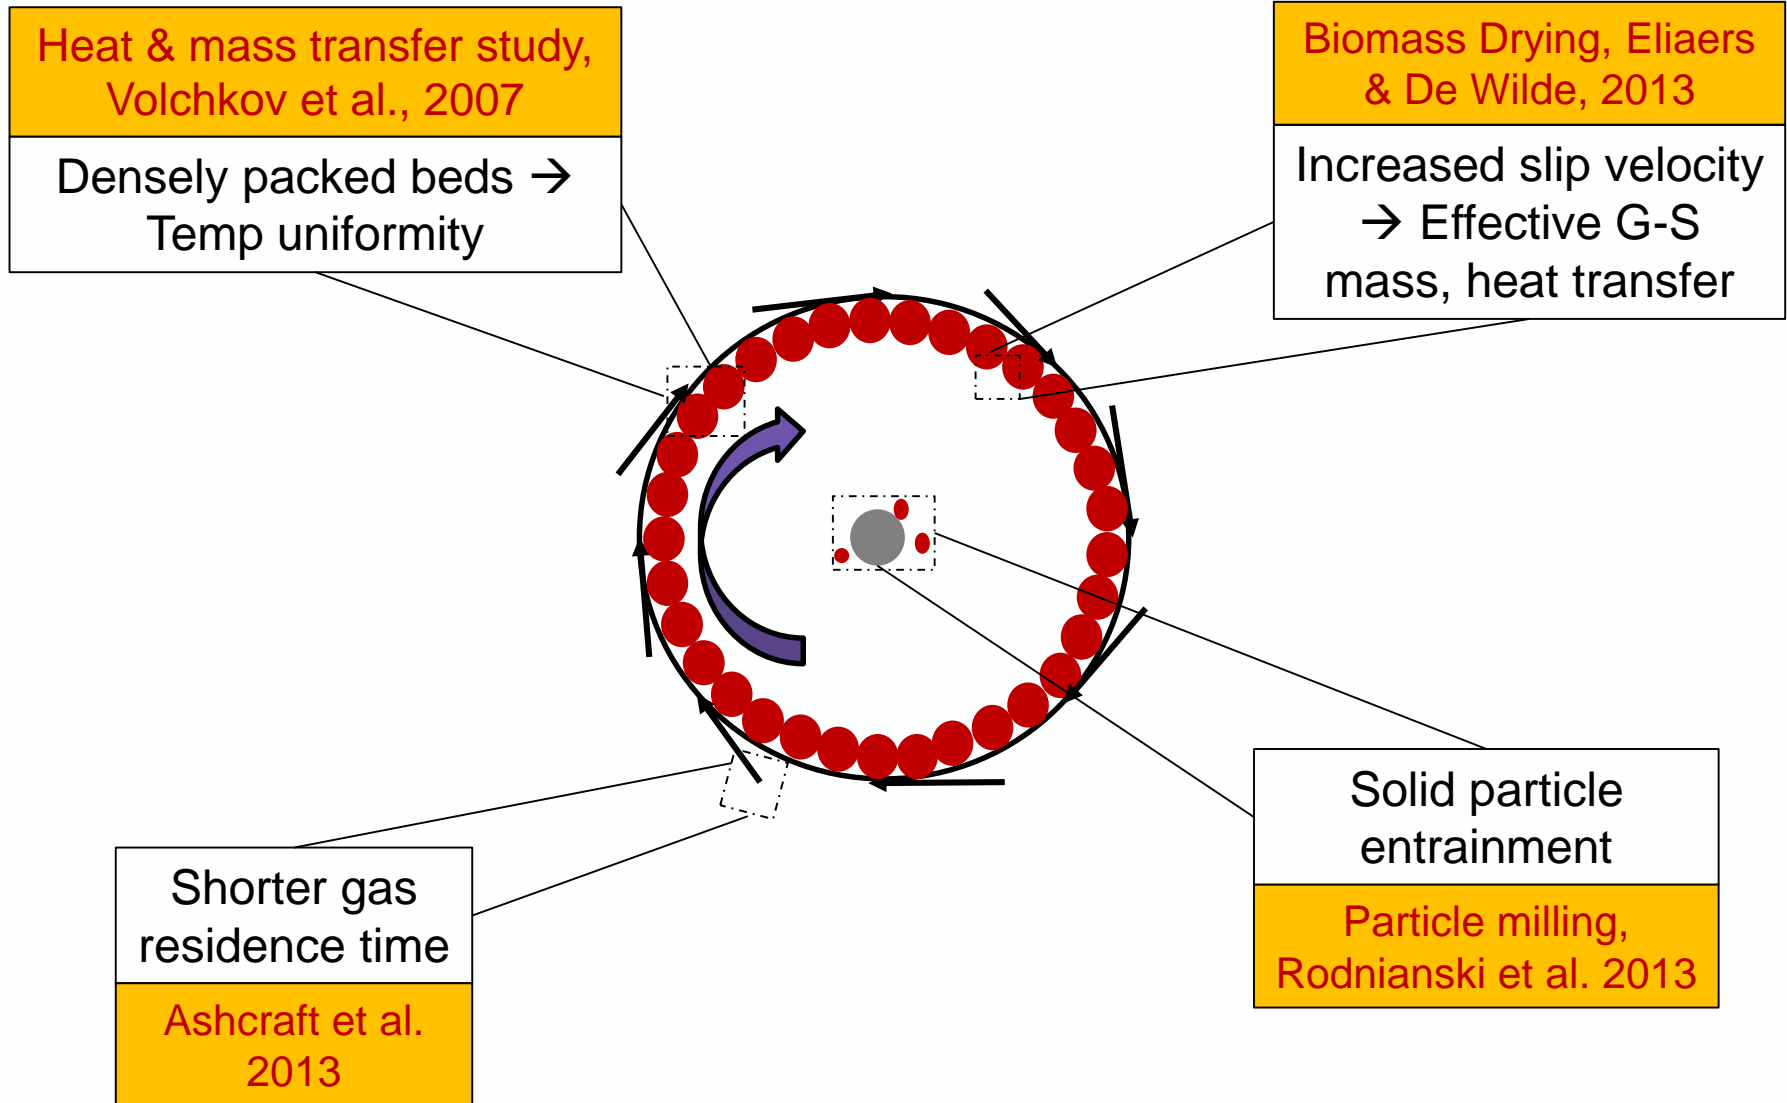 Heat & mass transfer study,
Volchkov et al., 2007
Densely packed beds →
Temp uniformity
Biomass Drying, Eliaers
& De Wilde, 2013
Increased slip velocity
→ Effective G-S
mass, heat transfer
Shorter gas
residence time
Ashcraft et al.
2013
Solid particle
entrainment
Particle milling,
Rodnianski et al. 2013